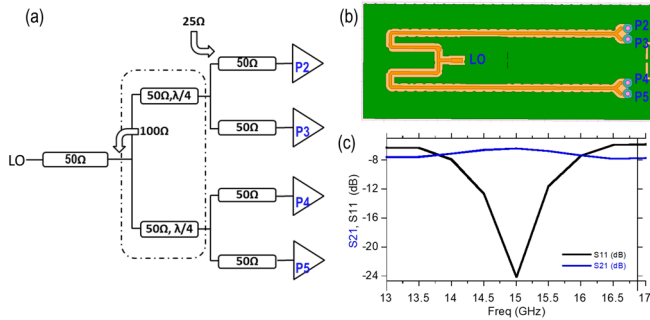 (a)
25Ω
50Ω
P2
50Ω,λ/4
100Ω
50Ω
P3
LO
50Ω
50Ω
P4
50Ω, λ/4
50Ω
P5
(b)
P2
P3
LO
P4
P5
(c)
-8
-12
-16
-20
-24
S21, S11 (dB)
S11 (dB)
S21 (dB)
13 13.5 14 14.5 15 15.5 16 16.5 17
Freq (GHz)